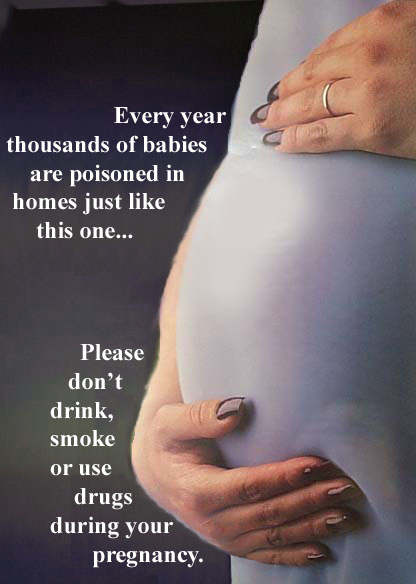 Every year
thousands of babies
are poisoned in
homes just like
this one...
Please
don't
drink,
smoke
or use
drugs
during your
pregnancy.